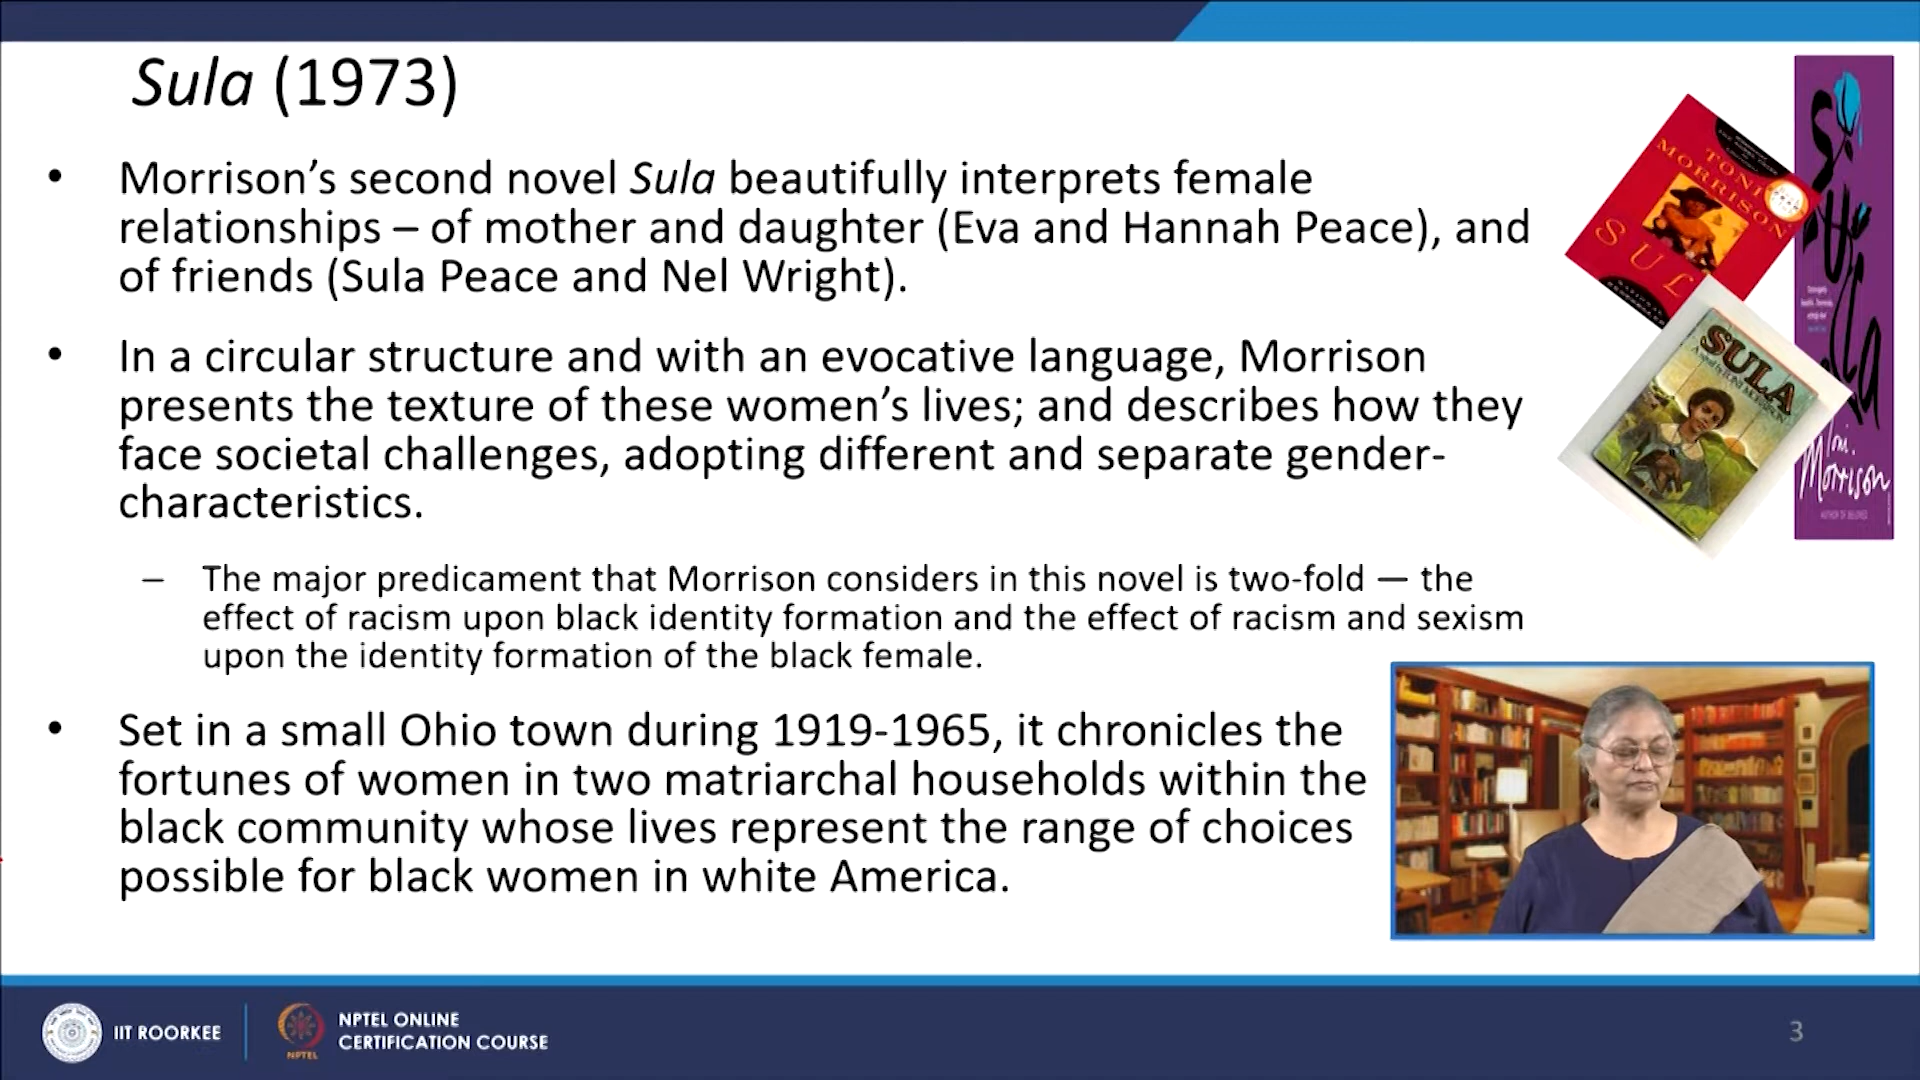 Sula (1973)
• Morrison’s second novel Sula beautifully interprets female
relationships – of mother and daughter (Eva and Hannah Peace), and
of friends (Sula Peace and Nel Wright).
• In a circular structure and with an evocative language, Morrison
presents the texture of these women’s lives; and describes how they
face societal challenges, adopting different and separate gender-
characteristics.
– The major predicament that Morrison considers in this novel is two-fold — the
effect of racism upon black identity formation and the effect of racism and sexism
upon the identity formation of the black female.
• Set in a small Ohio town during 1919-1965, it chronicles the
fortunes of women in two matriarchal households within the
black community whose lives represent the range of choices
possible for black women in white America.
TONI
MORRISON
SUL
SULA
Sula
Toni
Morrison
AUTHOR OF BELOVED
IIT ROORKEE
NPTEL
NPTEL ONLINE
CERTIFICATION COURSE
3